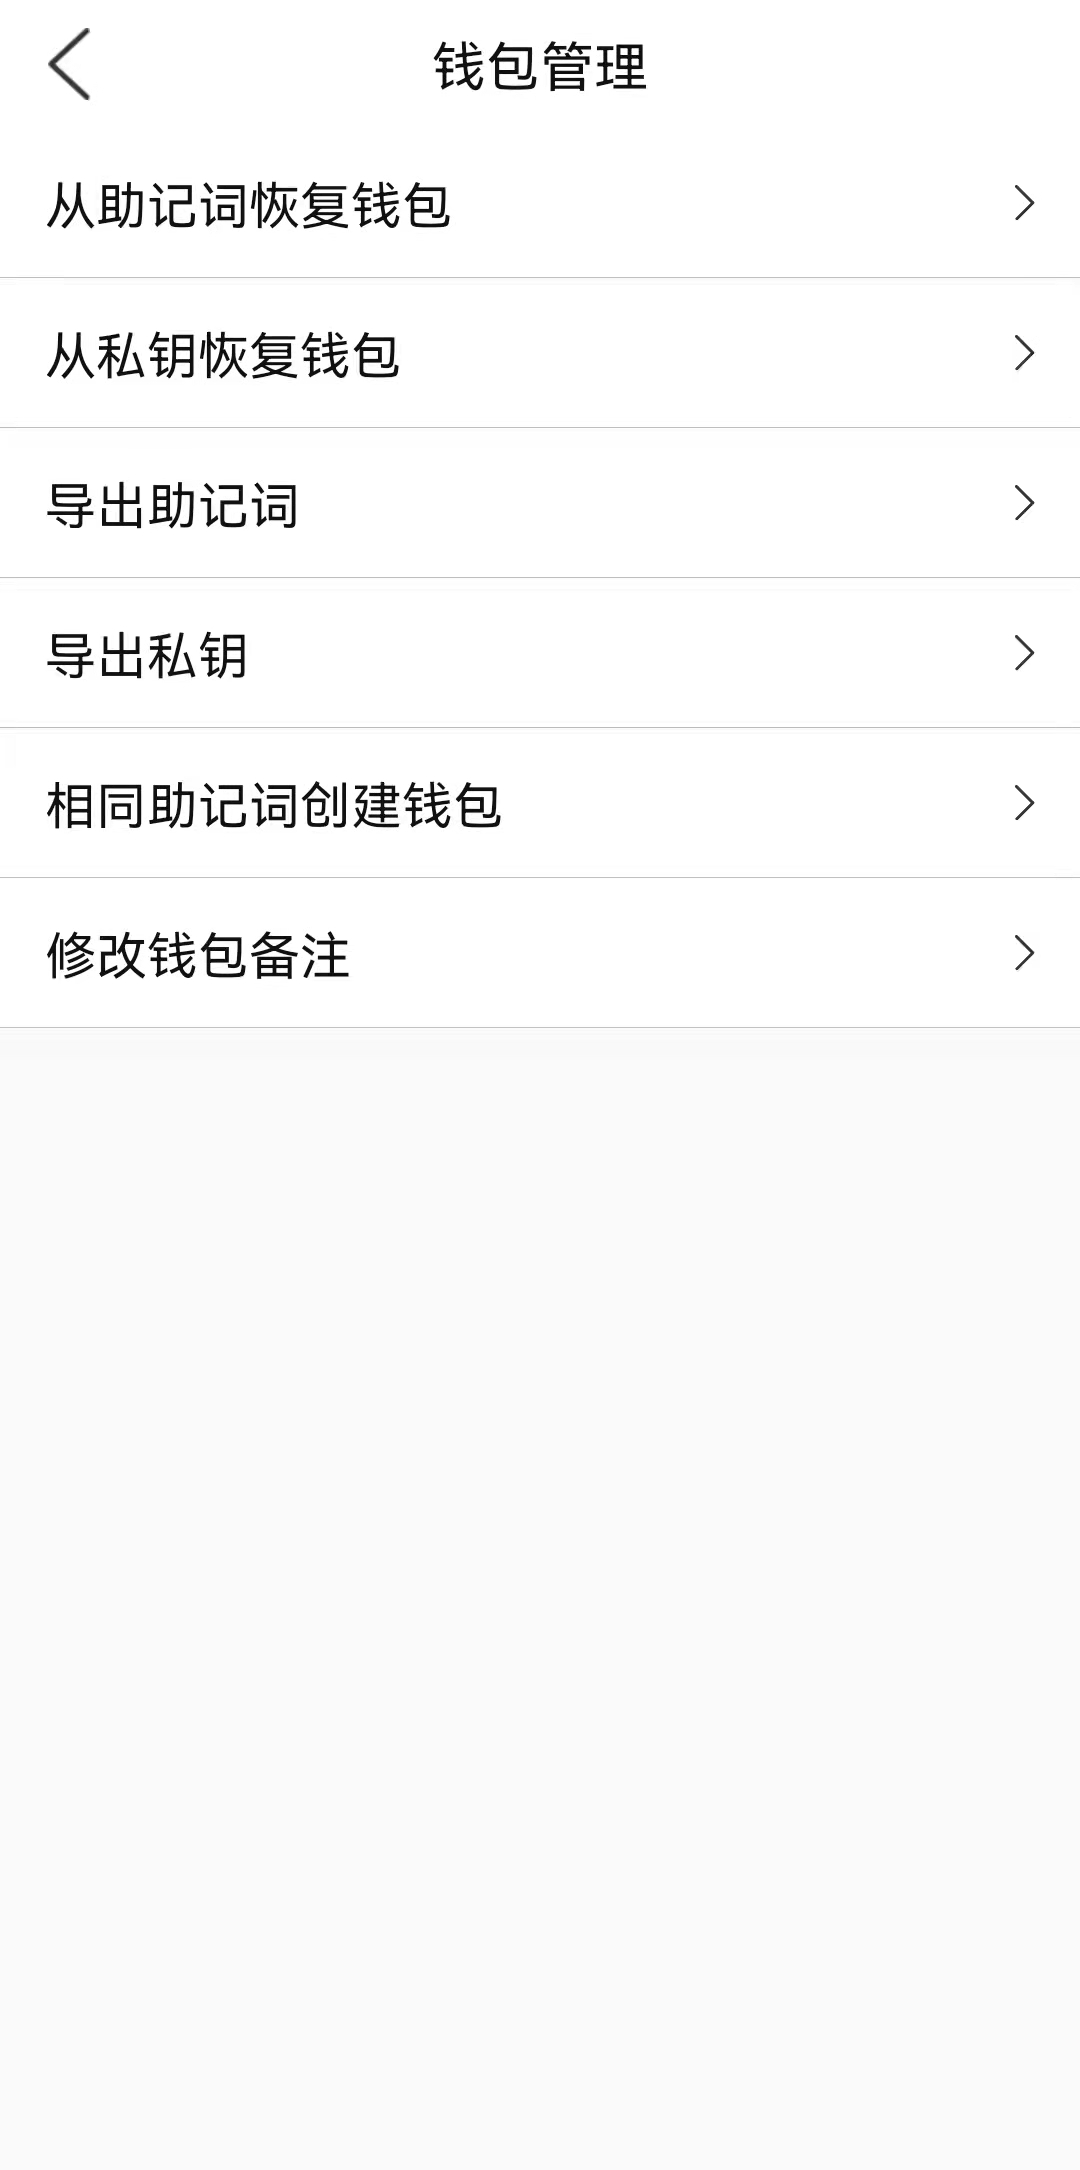 钱包管理
从助记词恢复钱包
从私钥恢复钱包
导出助记词
导出私钥
相同助记词创建钱包
修改钱包备注